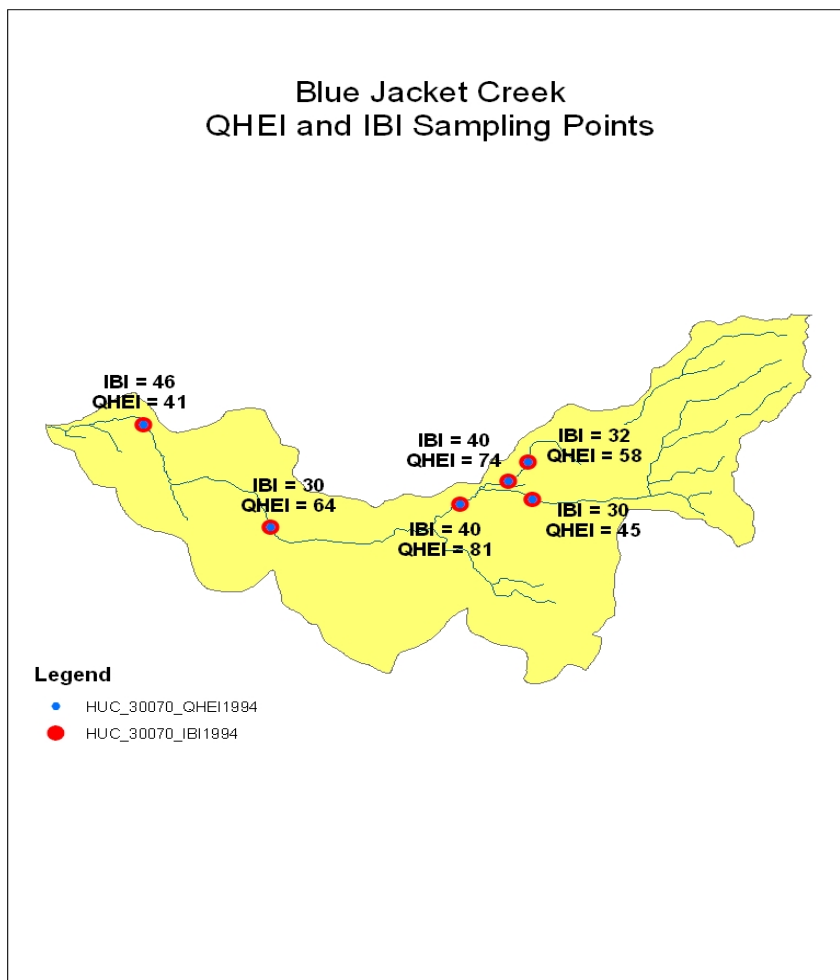 Blue Jacket Creek
QHEI and IBI Sampling Points
IBI = 46
QHEI = 41
IBI = 30
QHEI = 64
IBI = 40
QHEI = 74
IBI = 32
QHEI = 58
IBI = 40
QHEI = 81
IBI = 30
QHEI = 45
Legend
HUC_30070_QHEI1994
HUC_30070_IBI1994